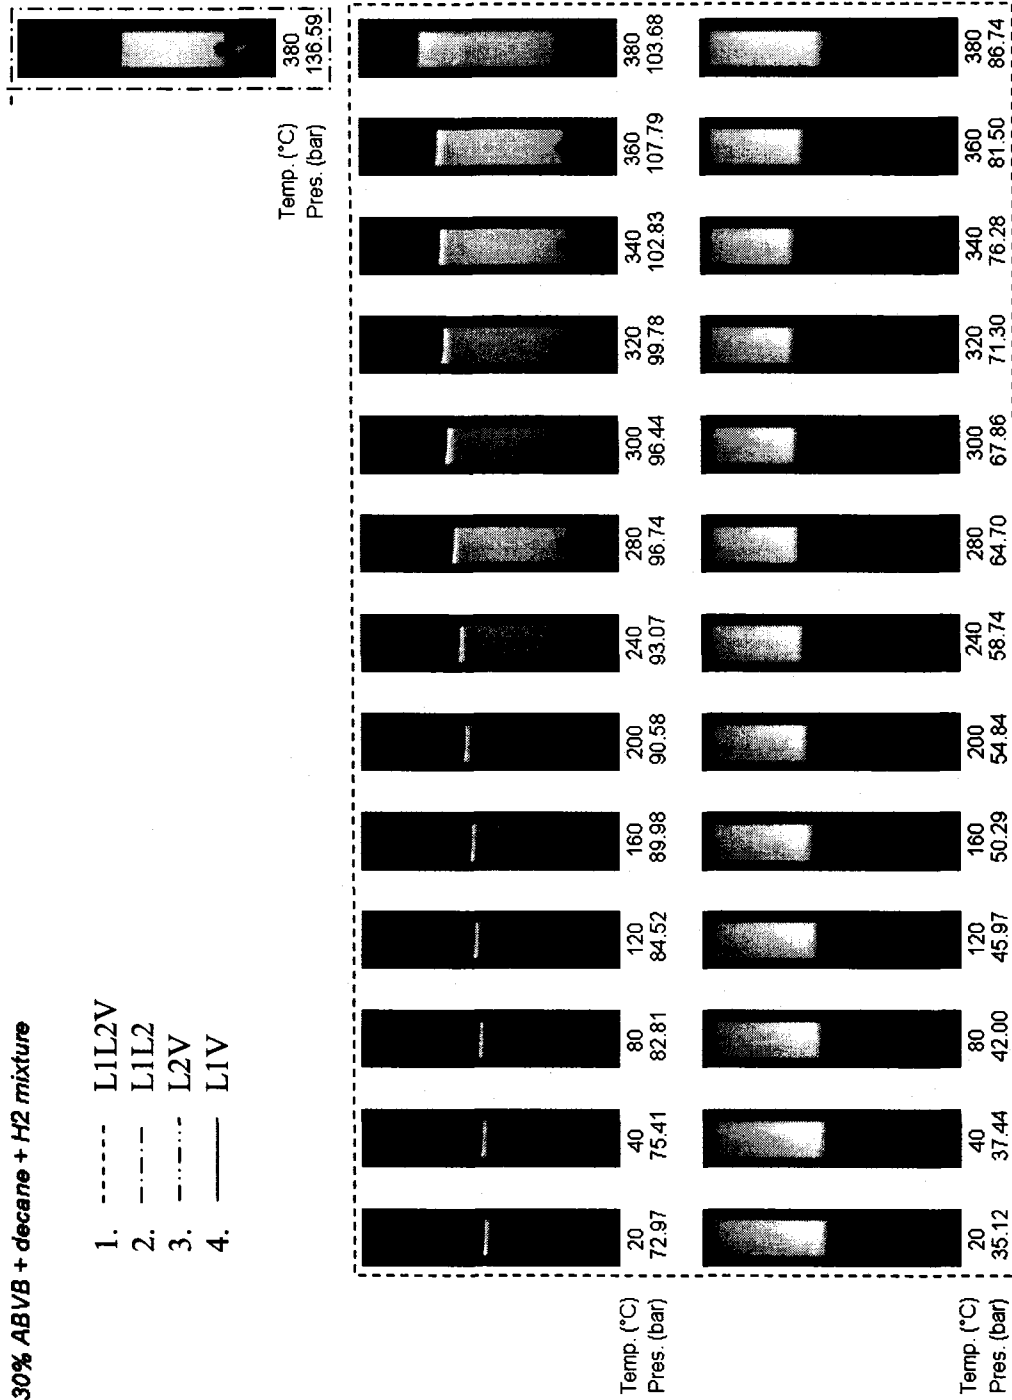 30% ABVB + decane + H2 mixture
1. L1L2V
2. L1L2
3. L2V
4. L1V
Temp. (°C) 380
Pres. (bar) 136.59
Temp. (°C) 20 40 80 120 160 200 240 280 300 320 340 360 380
Pres. (bar) 72.97 75.41 82.81 84.52 89.98 90.58 93.07 96.74 96.44 99.78 102.83 107.79 103.68
Temp. (°C) 20 40 80 120 160 200 240 280 300 320 340 360 380
Pres. (bar) 35.12 37.44 42.00 45.97 50.29 54.84 58.74 64.70 67.86 71.30 76.28 81.50 86.74